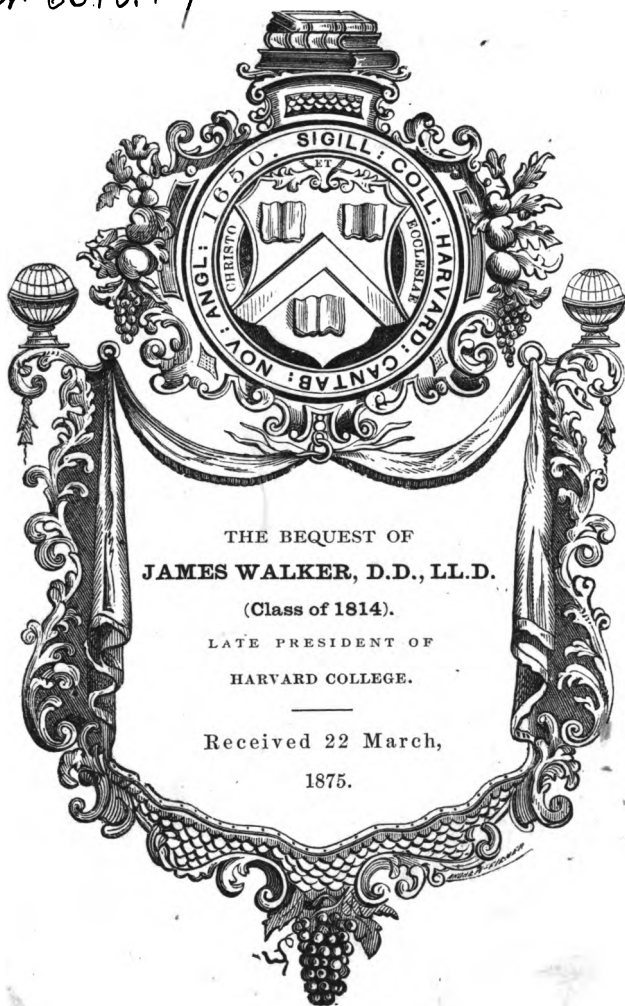 SIGILL : COLL : HARVARD : CANTAB : NOV : ANGL : 1650.
CHRISTO
ET
ECCLESIAE
THE BEQUEST OF
JAMES WALKER, D.D., LL.D.
(Class of 1814).
LATE PRESIDENT OF
HARVARD COLLEGE.
Received 22 March,
1875.